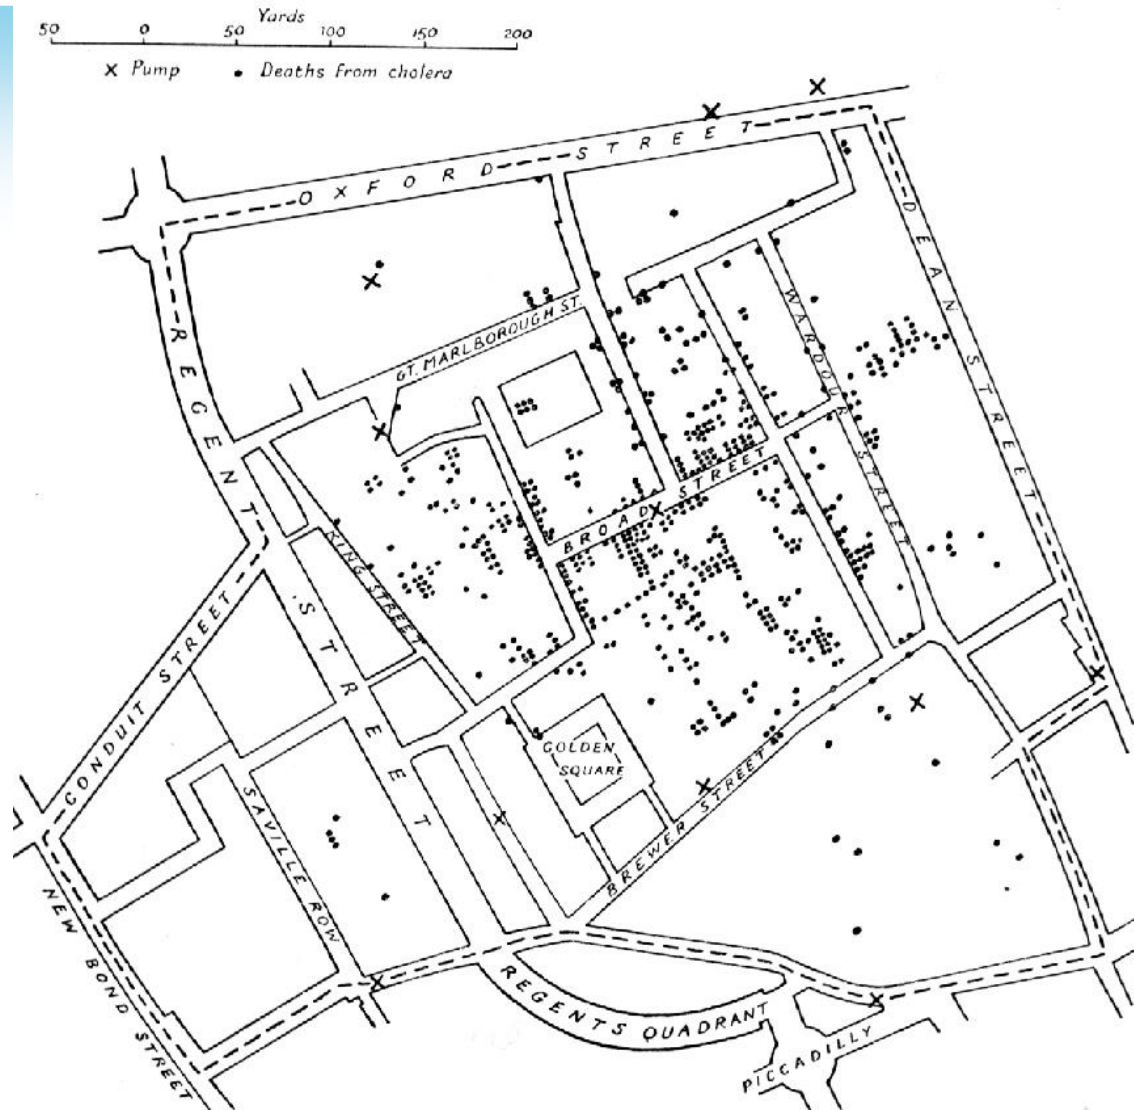 Yards
50 0 50 100 150 200
x Pump • Deaths from cholera
OXFORD STREET
DEAN STREET
REGENT STREET
GT. MARLBOROUGH ST.
WARDOUR STREET
BROAD STREET
KING STREET
CONDUIT STREET
GOLDEN
SQUARE
SAVILLE ROW
BREWER STREET
NEW BOND STREET
REGENTS QUADRANT
PICCADILLY